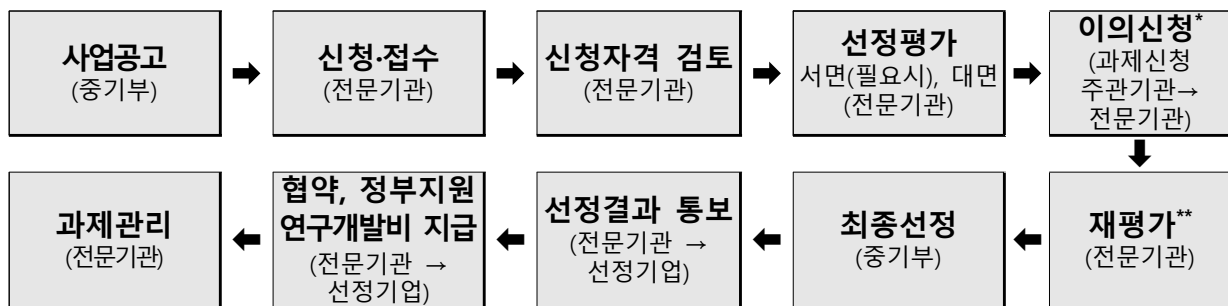 사업공고
(중기부)
신청·접수
(전문기관)
신청자격 검토
(전문기관)
선정평가
서면(필요시), 대면
(전문기관)
이의신청*
(과제신청
주관기관→
전문기관)
재평가**
(전문기관)
최종선정
(중기부)
선정결과 통보
(전문기관 →
선정기업)
협약, 정부지원
연구개발비 지급
(전문기관 →
선정기업)
과제관리
(전문기관)